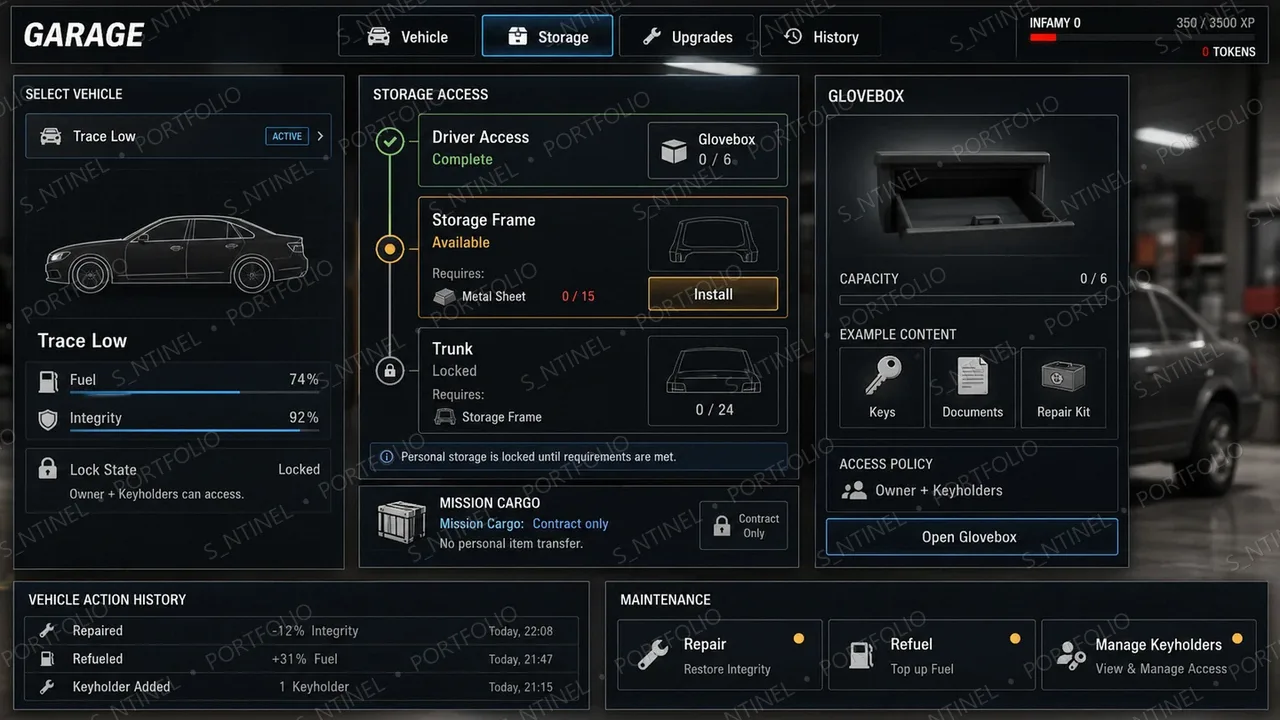 GARAGE
Vehicle
Storage
Upgrades
History
INFAMY 0
350 / 3500 XP
0 TOKENS
SELECT VEHICLE
Trace Low
ACTIVE
Trace Low
Fuel
74%
Integrity
92%
Lock State
Locked
Owner + Keyholders can access.
STORAGE ACCESS
Driver Access
Complete
Glovebox
0 / 6
Storage Frame
Available
Requires:
Metal Sheet
0 / 15
Install
Trunk
Locked
Requires:
Storage Frame
0 / 24
Personal storage is locked until requirements are met.
MISSION CARGO
Mission Cargo: Contract only
No personal item transfer.
Contract
Only
GLOVEBOX
CAPACITY
0 / 6
EXAMPLE CONTENT
Keys
Documents
Repair Kit
ACCESS POLICY
Owner + Keyholders
Open Glovebox
VEHICLE ACTION HISTORY
Repaired
-12% Integrity
Today, 22:08
Refueled
+31% Fuel
Today, 21:47
Keyholder Added
1 Keyholder
Today, 21:15
MAINTENANCE
Repair
Restore Integrity
Refuel
Top up Fuel
Manage Keyholders
View & Manage Access
S_NTINEL • PORTFOLIO